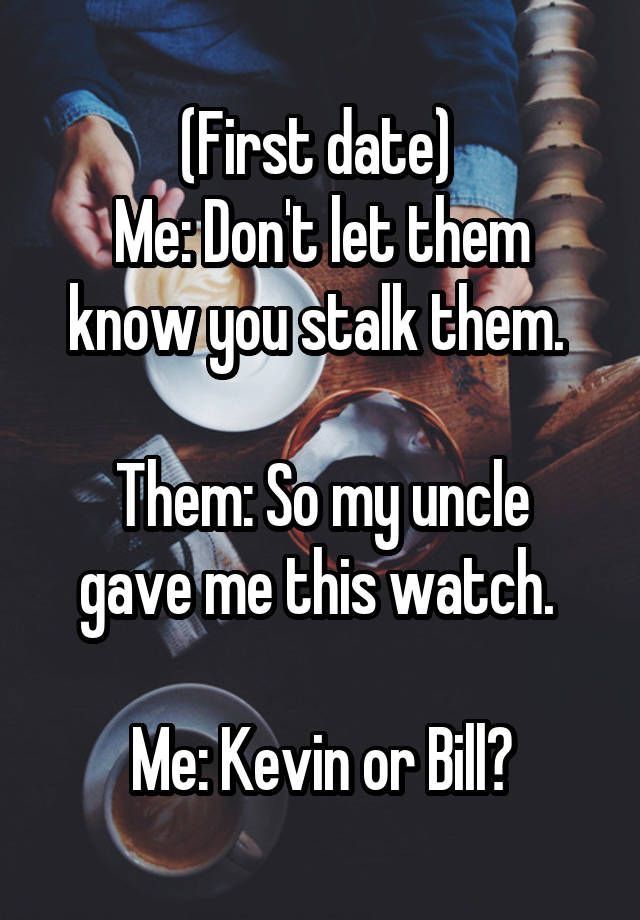 (First date)
Me: Don't let them
know you stalk them.
Them: So my uncle
gave me this watch.
Me: Kevin or Bill?